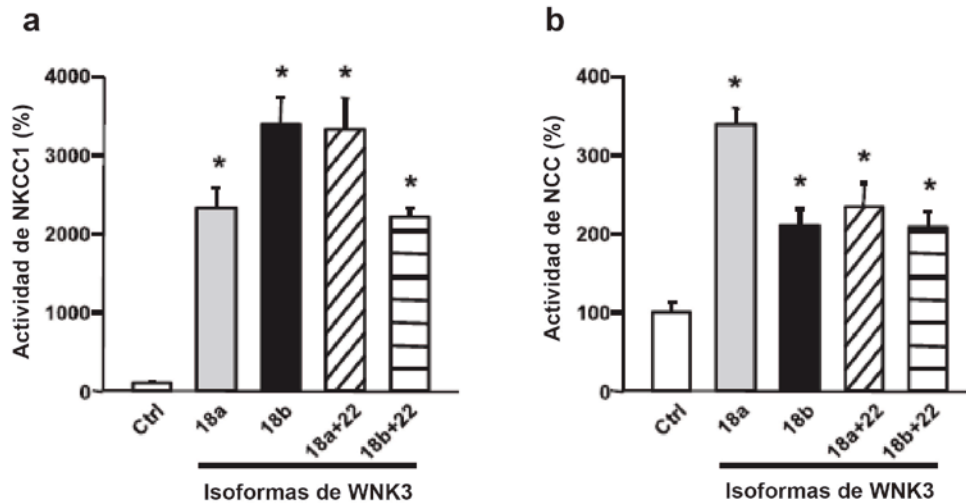 a
Actividad de NKCC1 (%)
4000
3000
2000
1000
0
*
*
*
*
Ctrl
18a
18b
18a+22
18b+22
Isoformas de WNK3
b
Actividad de NCC (%)
400
300
200
100
0
*
*
*
*
Ctrl
18a
18b
18a+22
18b+22
Isoformas de WNK3